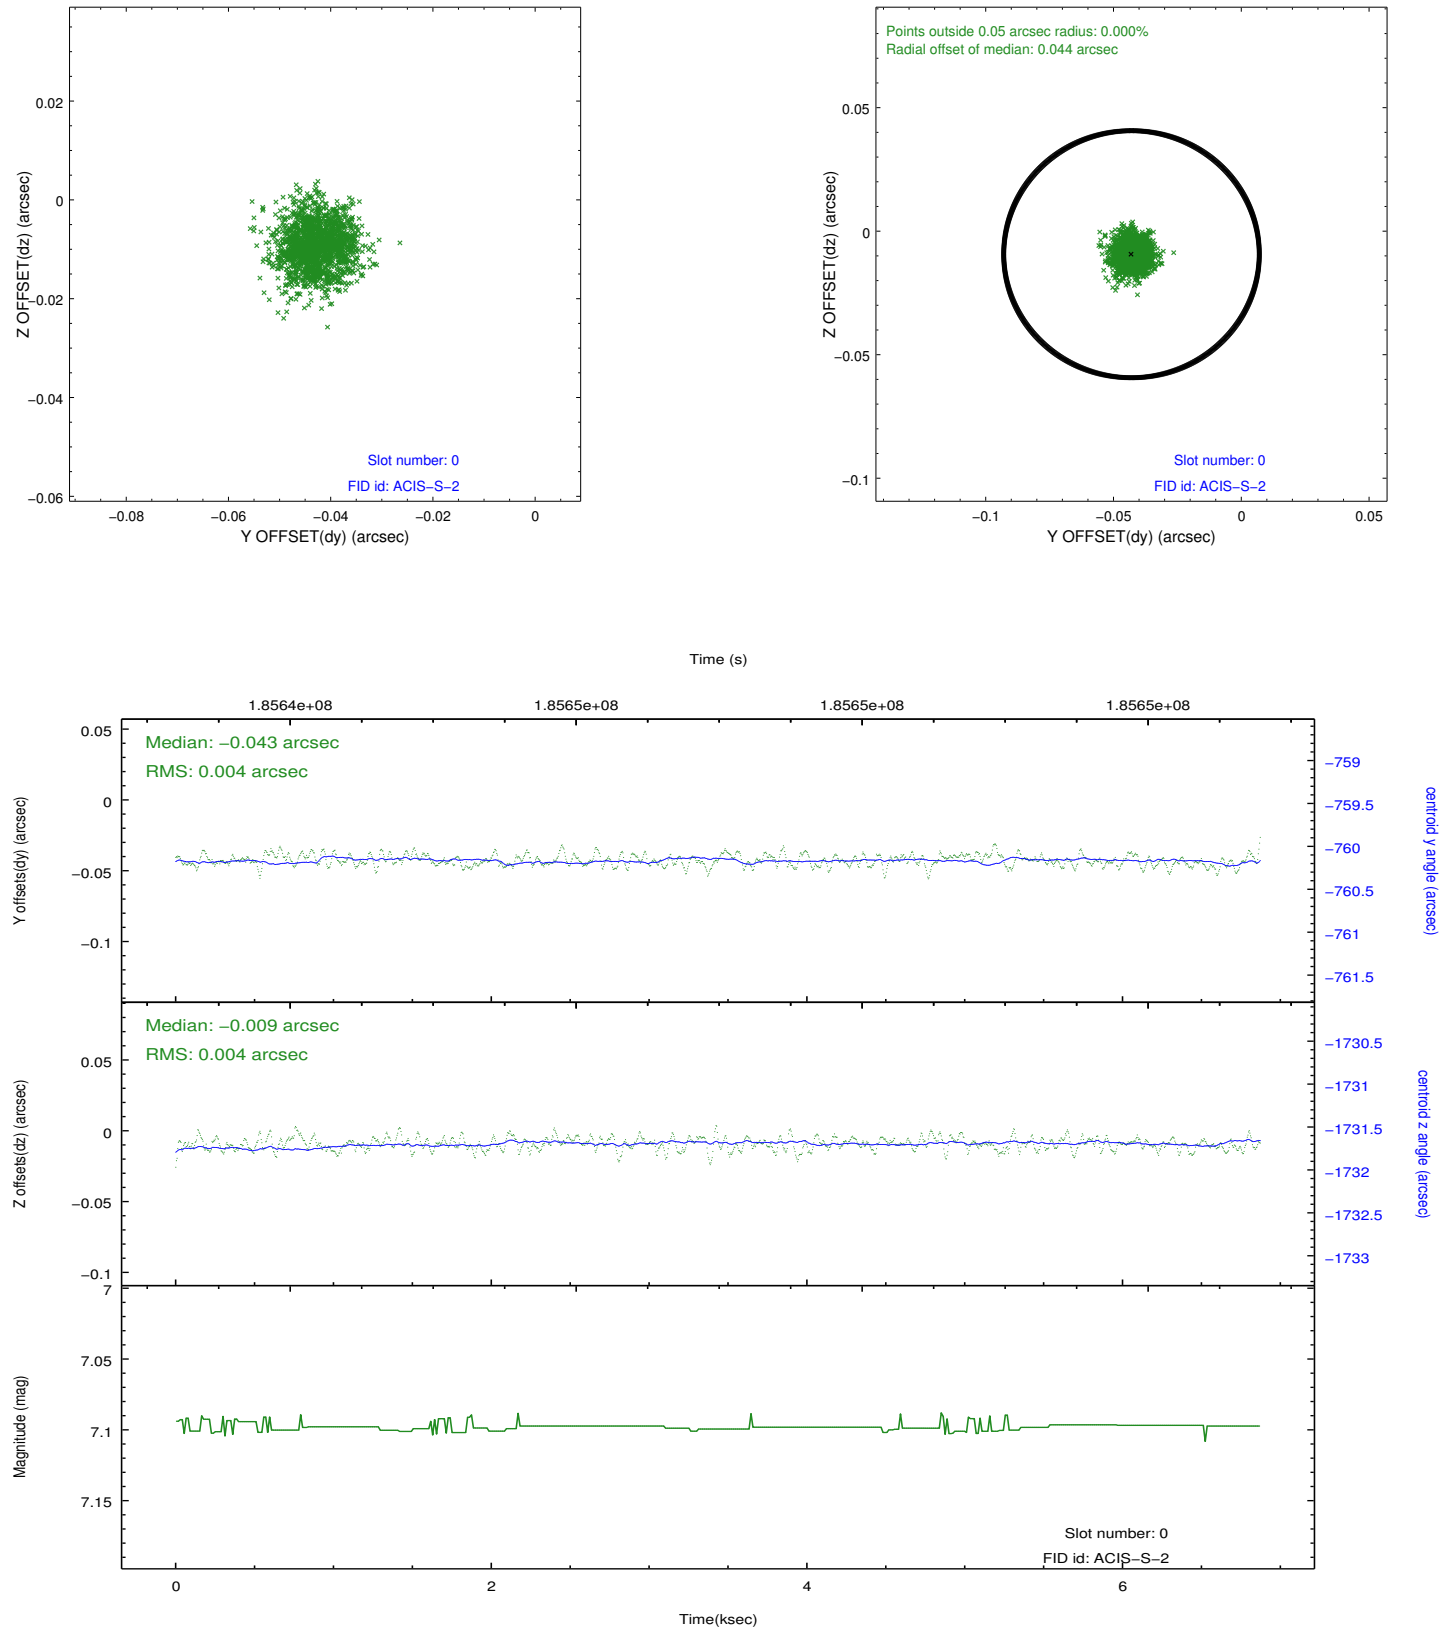 0.02
0
−0.02
−0.04
−0.06
Z OFFSET(dz) (arcsec)
Slot number: 0
FID id: ACIS−S−2
−0.08
−0.06
−0.04
−0.02
0
Y OFFSET(dy) (arcsec)
Points outside 0.05 arcsec radius: 0.000%
Radial offset of median: 0.044 arcsec
0.05
0
−0.05
−0.1
Z OFFSET(dz) (arcsec)
Slot number: 0
FID id: ACIS−S−2
−0.1
−0.05
0
0.05
Y OFFSET(dy) (arcsec)
Time (s)
1.8564e+08
1.8565e+08
1.8565e+08
1.8565e+08
Median: −0.043 arcsec
RMS: 0.004 arcsec
0.05
0
−0.05
−0.1
Y offsets(dy) (arcsec)
−759
−759.5
−760
−760.5
−761
−761.5
centroid y angle (arcsec)
Median: −0.009 arcsec
RMS: 0.004 arcsec
0.05
0
−0.05
−0.1
Z offsets(dz) (arcsec)
−1730.5
−1731
−1731.5
−1732
−1732.5
−1733
centroid z angle (arcsec)
7
7.05
7.1
7.15
Magnitude (mag)
Slot number: 0
FID id: ACIS−S−2
0
2
4
6
Time(ksec)